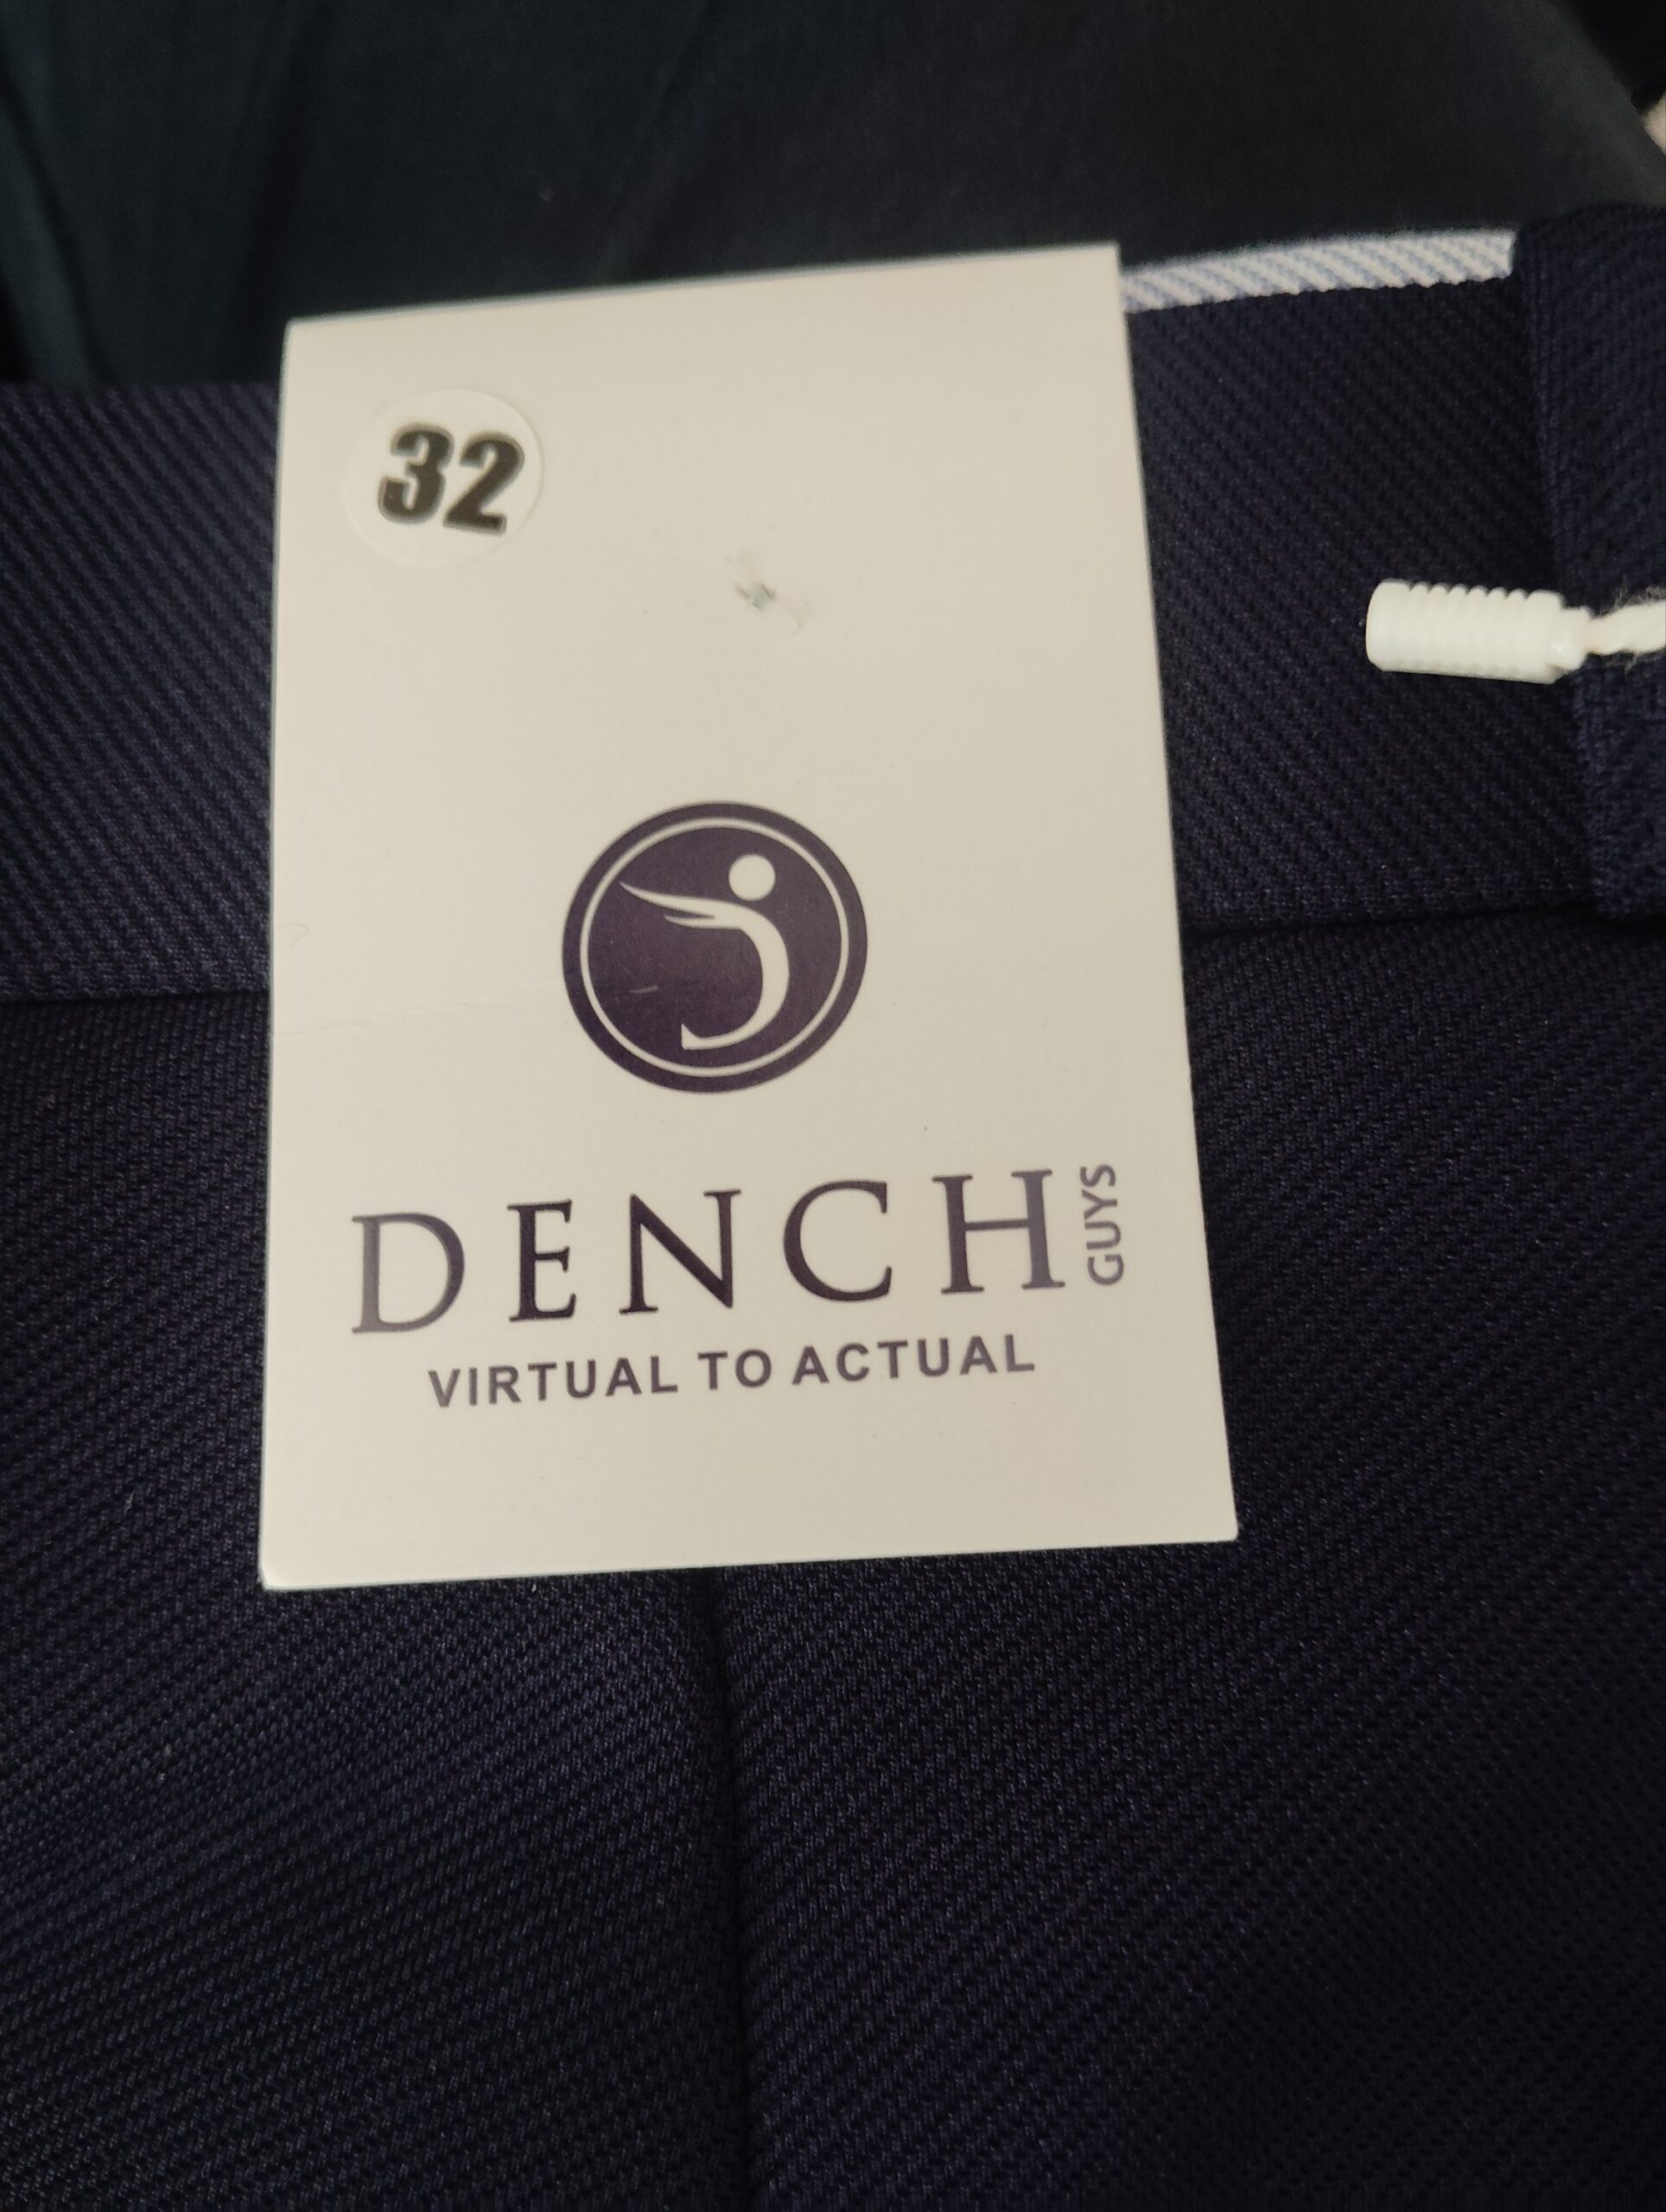 32
DENCH GUYS
VIRTUAL TO ACTUAL